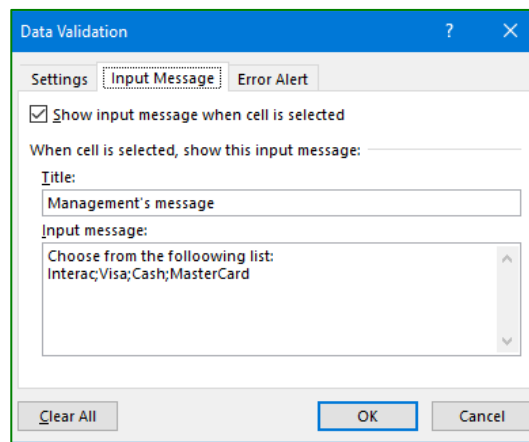 Data Validation ? ×
Settings Input Message Error Alert
Show input message when cell is selected
When cell is selected, show this input message:
Title:
Management's message
Input message:
Choose from the folloowing list:
Interac;Visa;Cash;MasterCard
Clear All OK Cancel